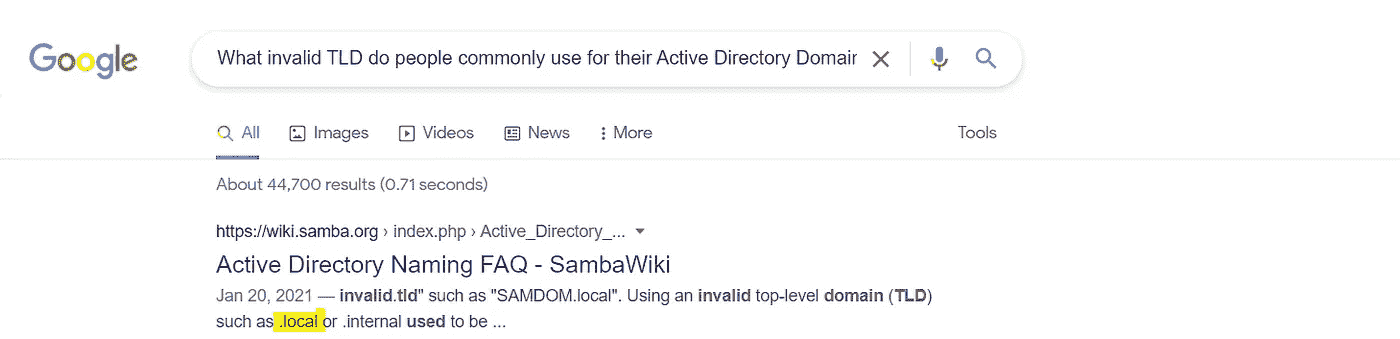 Google
What invalid TLD do people commonly use for their Active Directory Domain
All Images Videos News More Tools
About 44,700 results (0.71 seconds)
https://wiki.samba.org › index.php › Active_Directory_...
Active Directory Naming FAQ - SambaWiki
Jan 20, 2021 — invalid.tld" such as "SAMDOM.local". Using an invalid top-level domain (TLD)
such as .local or .internal used to be ...